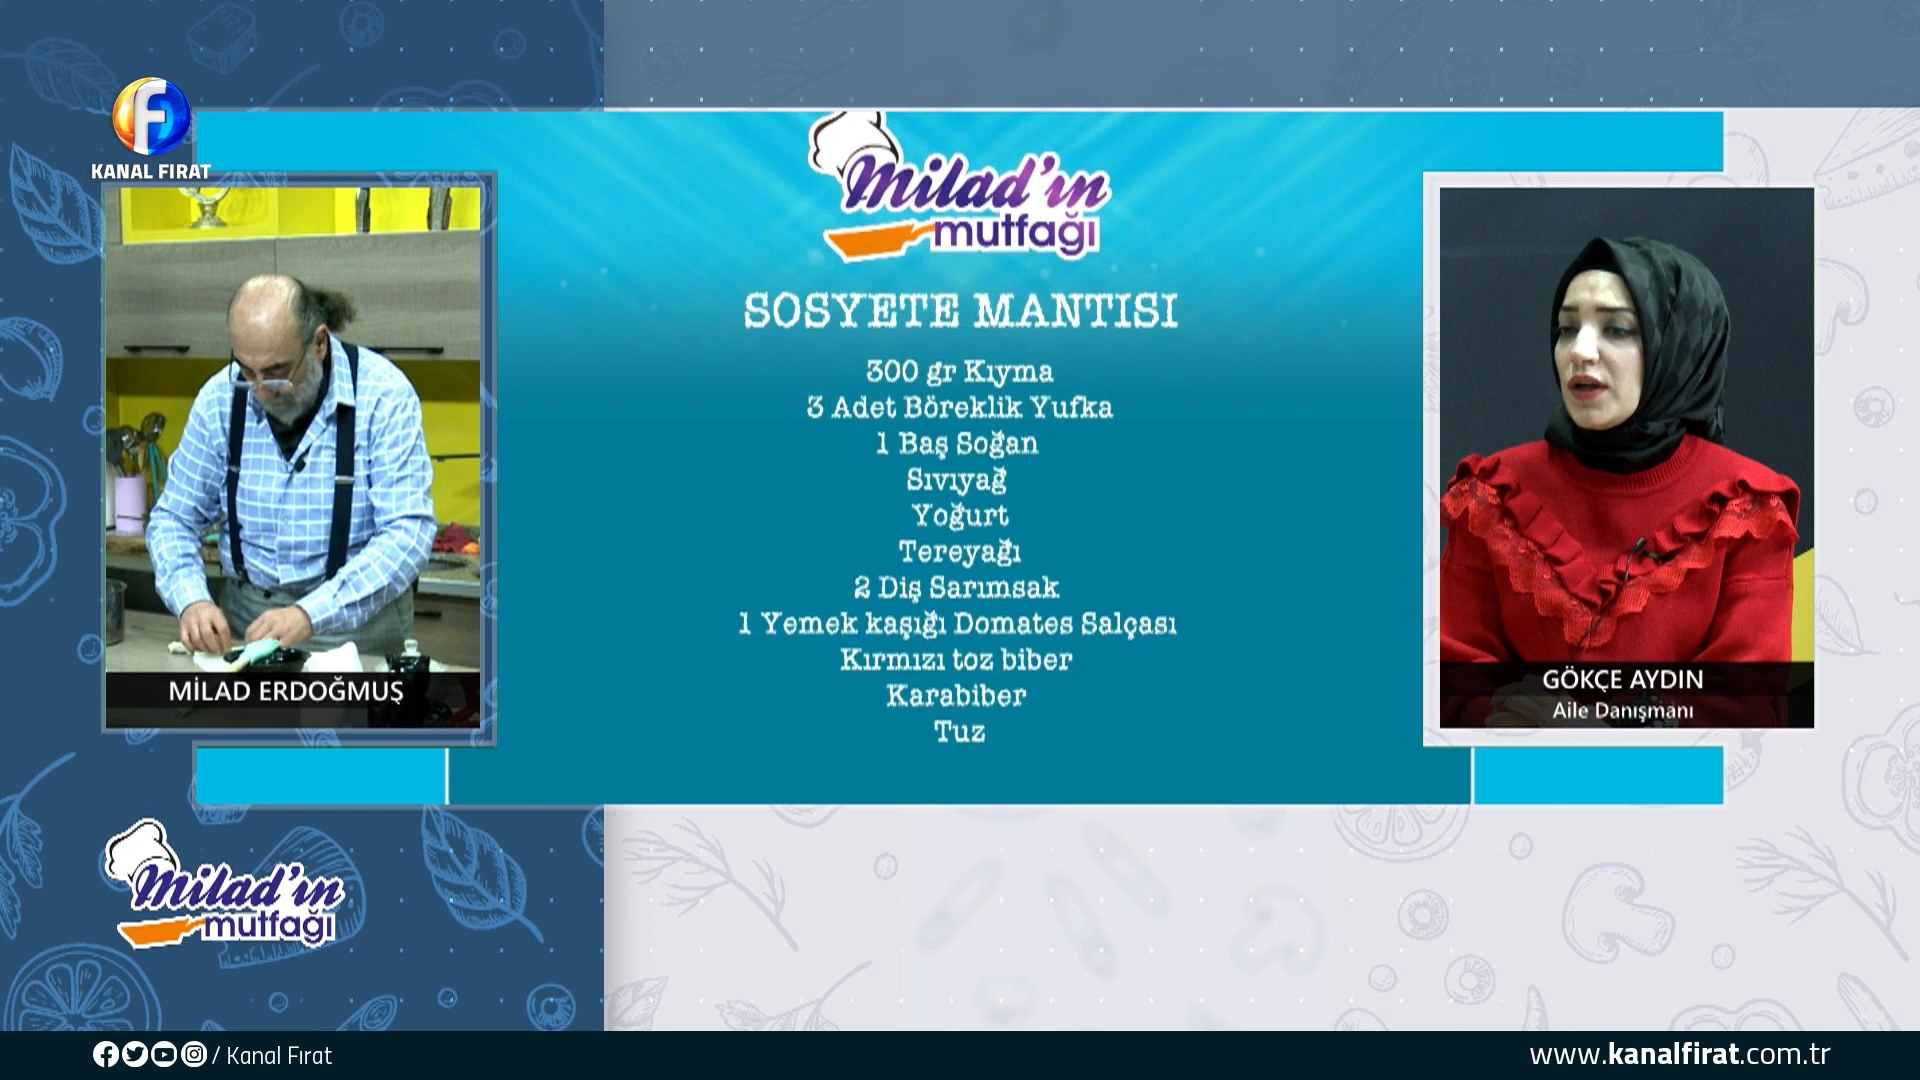 KANAL FIRAT
Milad'ın
mutfağı
SOSYETE MANTISI
300 gr Kıyma
3 Adet Böreklik Yufka
1 Baş Soğan
Sıvıyağ
Yoğurt
Tereyağı
2 Diş Sarımsak
1 Yemek kaşığı Domates Salçası
Kırmızı toz biber
Karabiber
Tuz
MİLAD ERDOĞMUŞ
GÖKÇE AYDIN
Aile Danışmanı
Milad'ın
mutfağı
/ Kanal Fırat
www.kanalfirat.com.tr